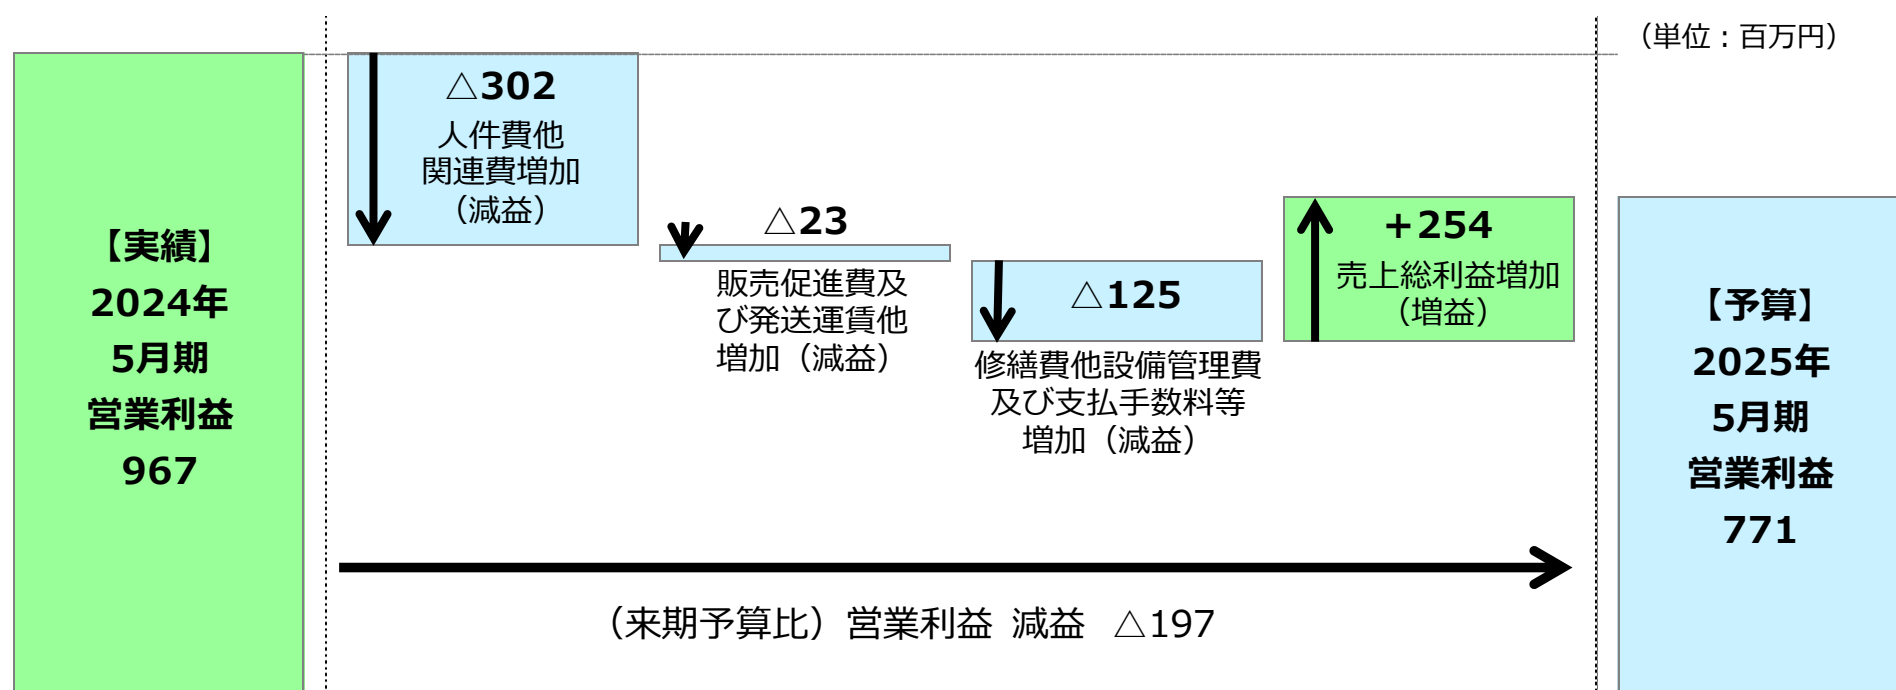 （単位：百万円）
【実績】
2024年
5月期
営業利益
967
△302
人件費他
関連費増加
（減益）
△23
販売促進費及
び発送運賃他
増加（減益）
△125
修繕費他設備管理費
及び支払手数料等
増加（減益）
＋254
売上総利益増加
（増益）
【予算】
2025年
5月期
営業利益
771
（来期予算比）営業利益 減益 △197